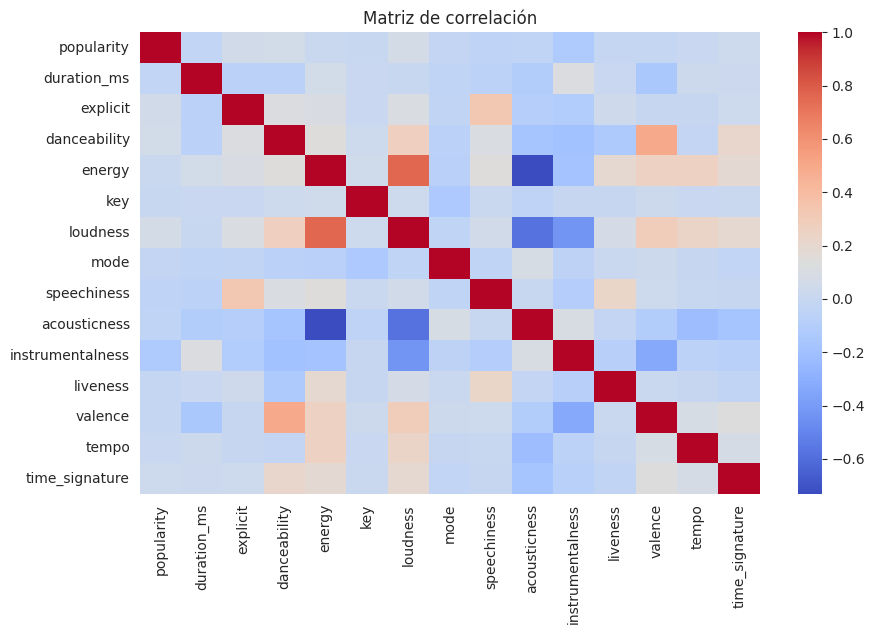 Matriz de correlación
popularity
duration_ms
explicit
danceability
energy
key
loudness
mode
speechiness
acousticness
instrumentalness
liveness
valence
tempo
time_signature
popularity
duration_ms
explicit
danceability
energy
key
loudness
mode
speechiness
acousticness
instrumentalness
liveness
valence
tempo
time_signature
1.0
0.8
0.6
0.4
0.2
0.0
−0.2
−0.4
−0.6